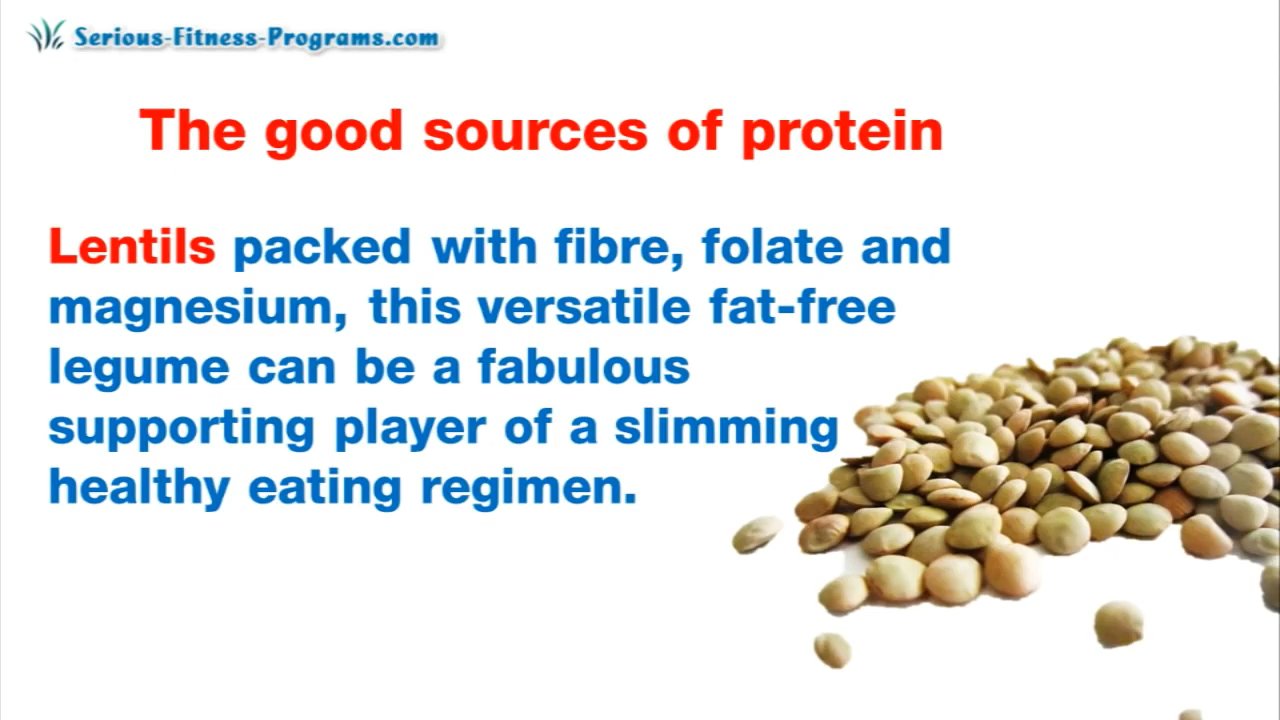 Serious-Fitness-Programs.com
The good sources of protein
Lentils packed with fibre, folate and
magnesium, this versatile fat-free
legume can be a fabulous
supporting player of a slimming
healthy eating regimen.